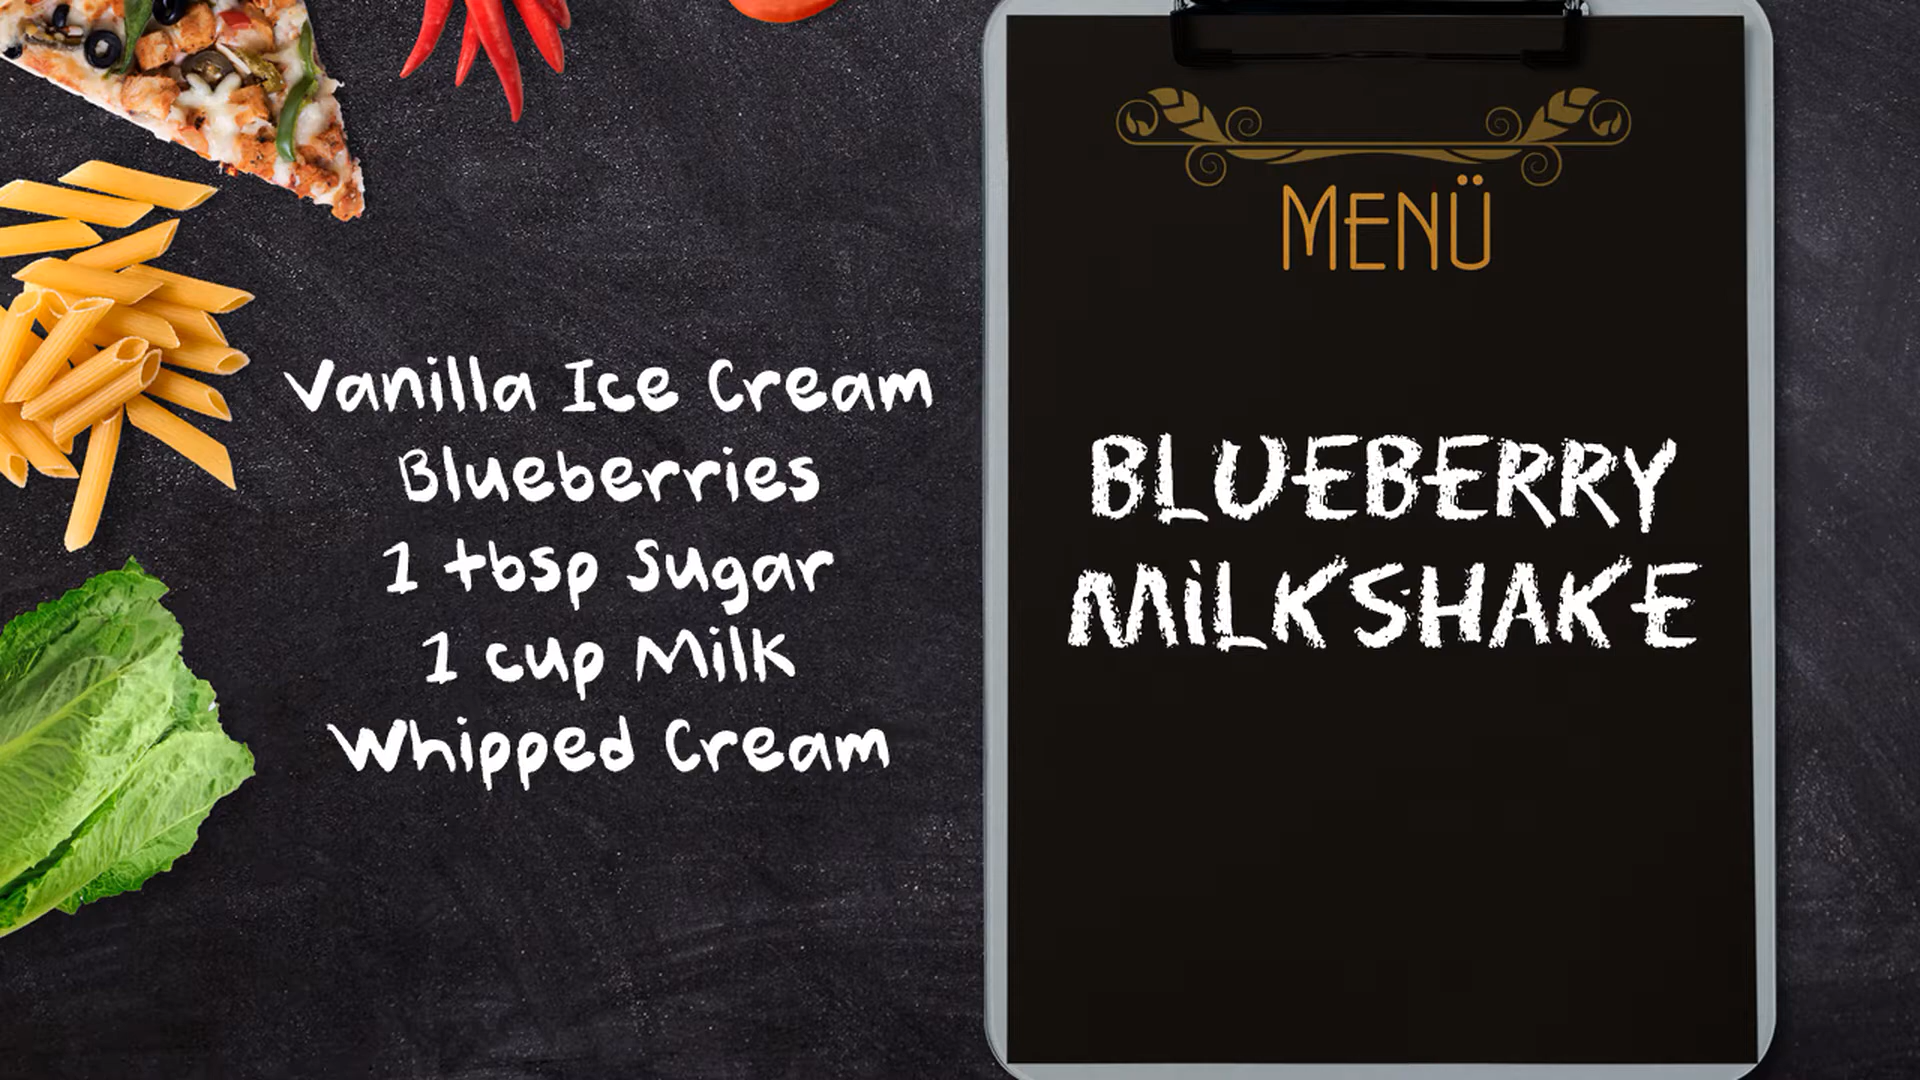 Vanilla Ice Cream
Blueberries
1 tbsp Sugar
1 cup Milk
Whipped Cream
MENÜ
BLUEBERRY
MiLKSHAKE